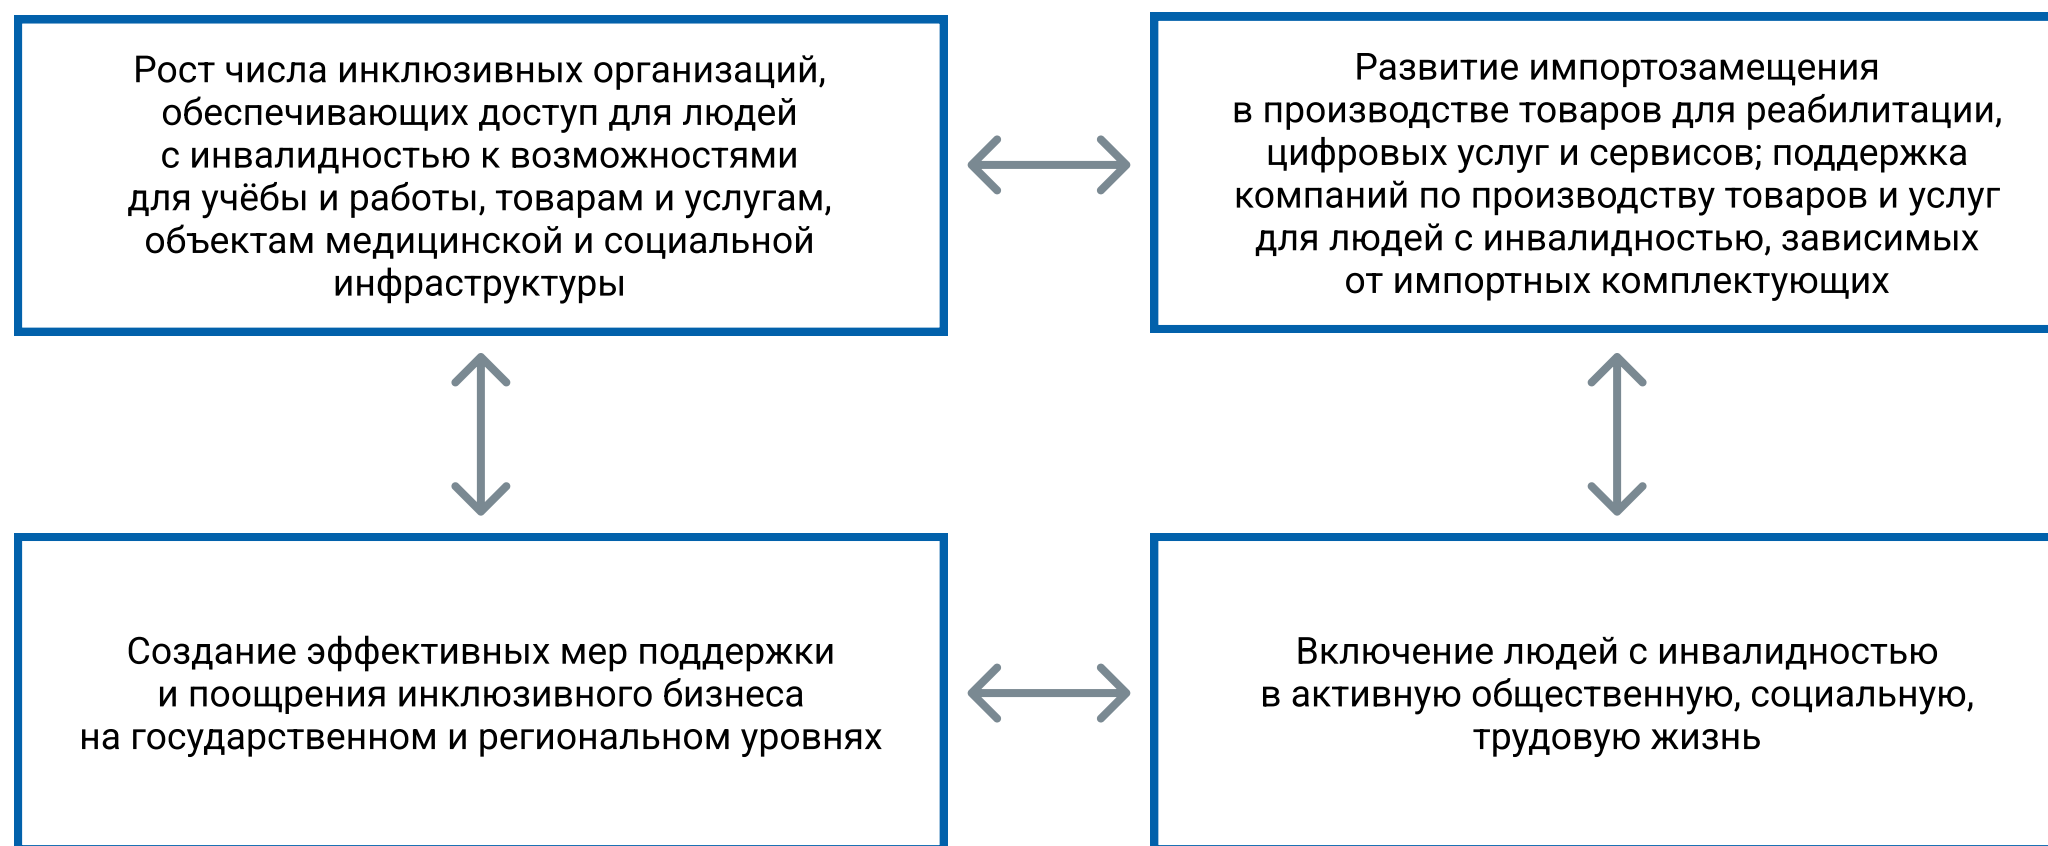 Рост числа инклюзивных организаций,
обеспечивающих доступ для людей
с инвалидностью к возможностями
для учёбы и работы, товарам и услугам,
объектам медицинской и социальной
инфраструктуры
Развитие импортозамещения
в производстве товаров для реабилитации,
цифровых услуг и сервисов; поддержка
компаний по производству товаров и услуг
для людей с инвалидностью, зависимых
от импортных комплектующих
Создание эффективных мер поддержки
и поощрения инклюзивного бизнеса
на государственном и региональном уровнях
Включение людей с инвалидностью
в активную общественную, социальную,
трудовую жизнь